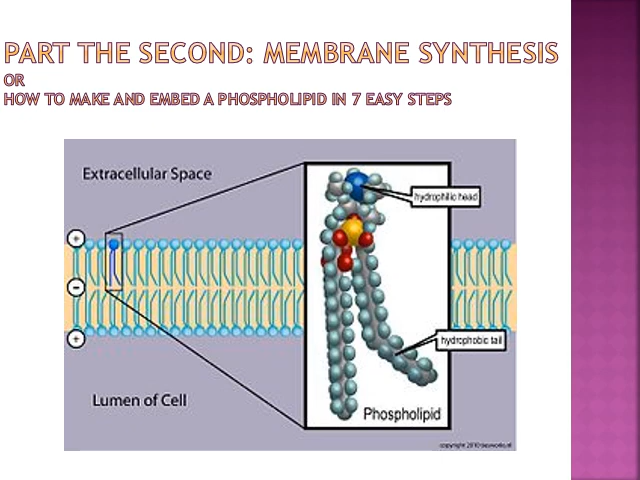 PART THE SECOND: MEMBRANE SYNTHESIS
OR
HOW TO MAKE AND EMBED A PHOSPHOLIPID IN 7 EASY STEPS
Extracellular Space
hydrophilic head
+
-
+
hydrophobic tail
Lumen of Cell
Phospholipid